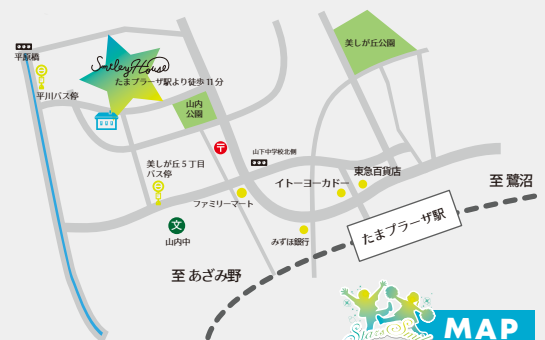 平原橋
平川バス停
Smiley House
たまプラーザ駅より徒歩11分
山内
公園
美しが丘公園
〒
山下中学校北側
美しが丘5丁目
バス停
ファミリーマート
文
山内中
イトーヨーカドー
東急百貨店
みずほ銀行
たまプラーザ駅
至 鷺沼
至 あざみ野
MAP